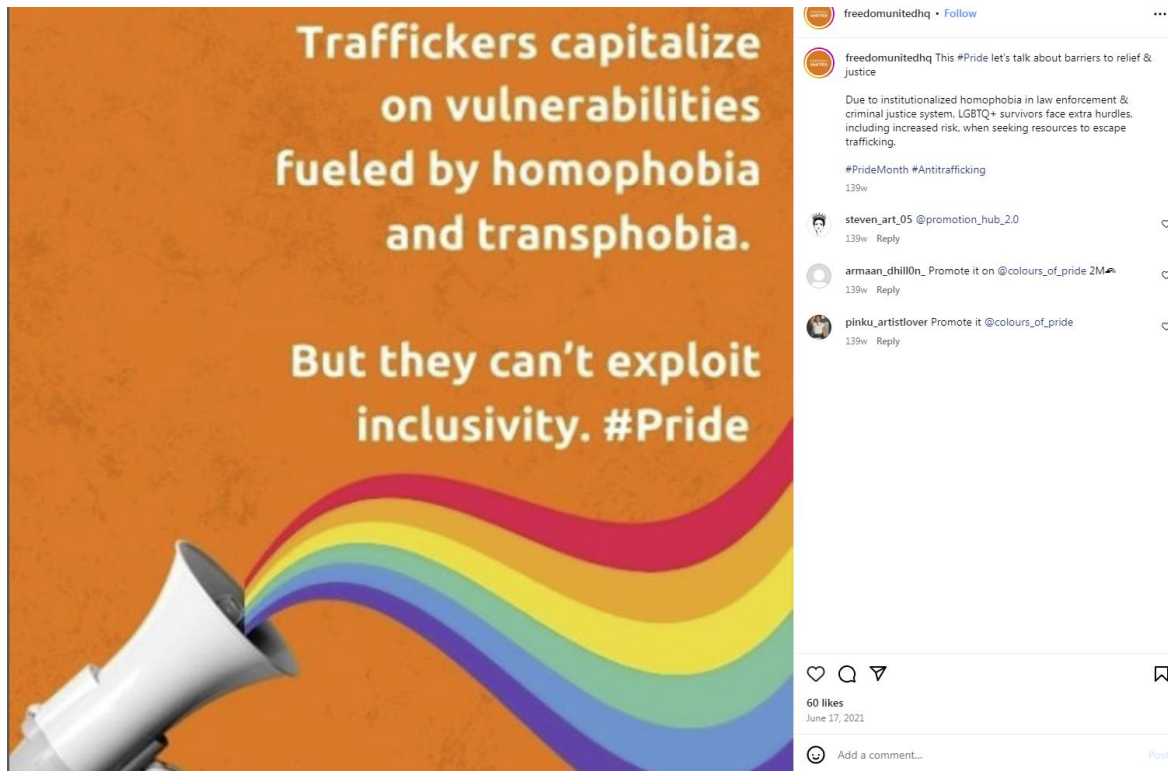 Traffickers capitalize
on vulnerabilities
fueled by homophobia
and transphobia.
But they can't exploit
inclusivity. #Pride
freedomunitedhq • Follow
freedomunitedhq This #Pride let's talk about barriers to relief &
justice
Due to institutionalized homophobia in law enforcement &
criminal justice system, LGBTQ+ survivors face extra hurdles,
including increased risk, when seeking resources to escape
trafficking.
#PrideMonth #Antitrafficking
139w
steven_art_05 @promotion_hub_2.0
139w Reply
armaan_dhill0n_ Promote it on @colours_of_pride 2M
139w Reply
pinku_artistlover Promote it @colours_of_pride
139w Reply
60 likes
June 17, 2021
Add a comment...
Post